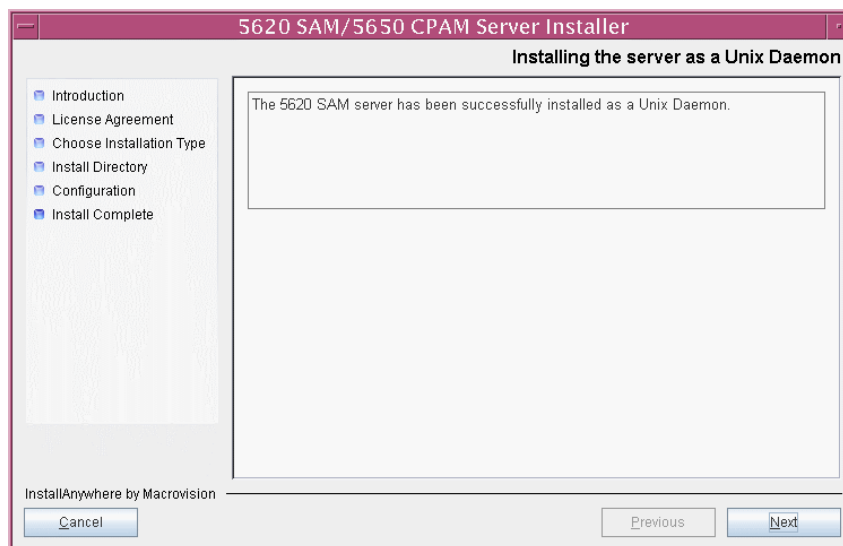 5620 SAM/5650 CPAM Server Installer
Installing the server as a Unix Daemon
Introduction
License Agreement
Choose Installation Type
Install Directory
Configuration
Install Complete
The 5620 SAM server has been successfully installed as a Unix Daemon.
InstallAnywhere by Macrovision
Cancel
Previous
Next